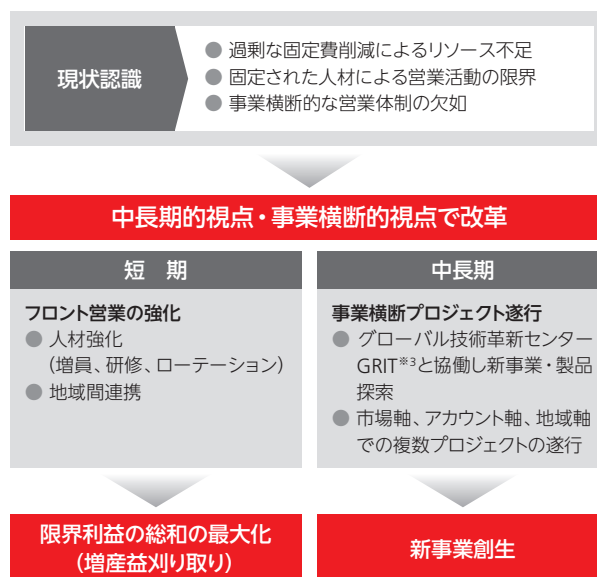 現状認識
● 過剰な固定費削減によるリソース不足
● 固定された人材による営業活動の限界
● 事業横断的な営業体制の欠如
中長期的視点・事業横断的視点で改革
短　期
フロント営業の強化
● 人材強化
（増員、研修、ローテーション）
● 地域間連携
中長期
事業横断プロジェクト遂行
● グローバル技術革新センター
GRIT※3と協働し新事業・製品
探索
● 市場軸、アカウント軸、地域軸
での複数プロジェクトの遂行
限界利益の総和の最大化
（増産益刈り取り）
新事業創生